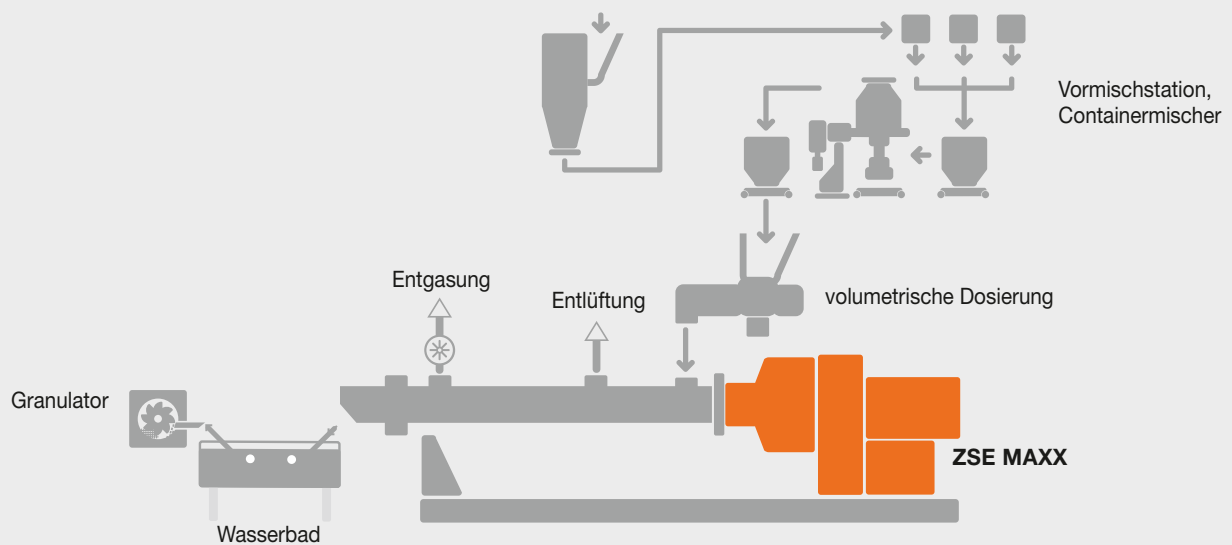 Vormischstation,
Containermischer
Entgasung
Entlüftung
volumetrische Dosierung
Granulator
ZSE MAXX
Wasserbad